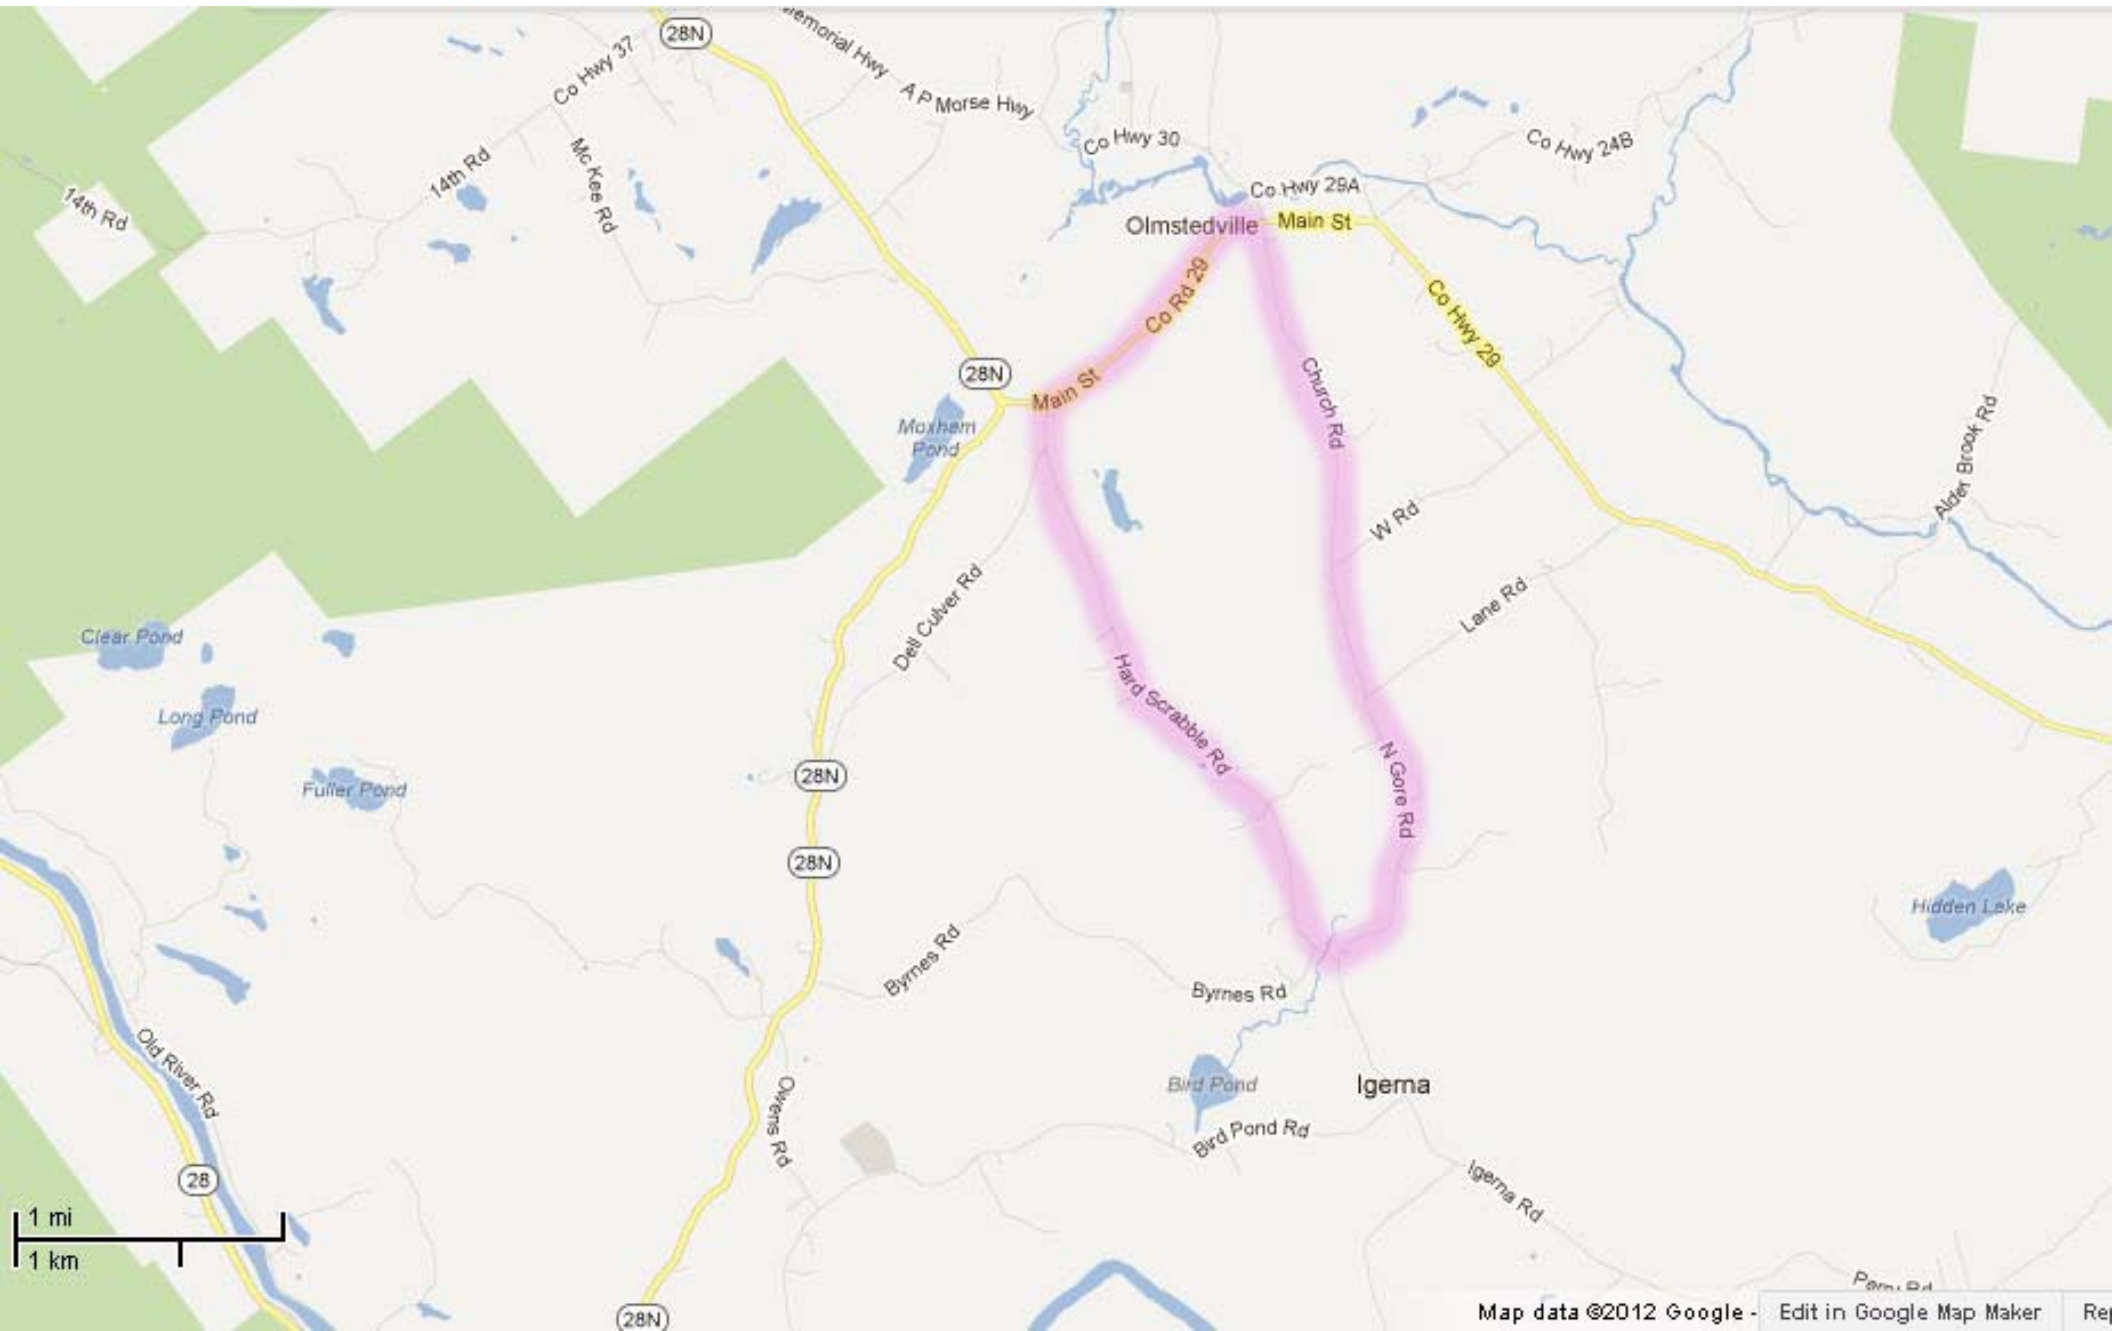 28N
Memorial Hwy
Co Hwy 37
A P Morse Hwy
Co Hwy 30
Co Hwy 24B
14th Rd
Mc Kee Rd
14th Rd
Co Hwy 29A
Olmstedville
Main St
Co Rd 29
Co Hwy 29
28N
Main St
Church Rd
Moxham
Pond
Alder Brook Rd
W Rd
Lane Rd
Dell Culver Rd
Clear Pond
Hard Scrabble Rd
Long Pond
N Gore Rd
28N
Fuller Pond
28N
Hidden Lake
Byrnes Rd
Byrnes Rd
Old River Rd
Bird Pond
Igerna
Owens Rd
Bird Pond Rd
28
Igerna Rd
1 mi
1 km
Perry Rd
28N
Map data ©2012 Google -
Edit in Google Map Maker
Rep